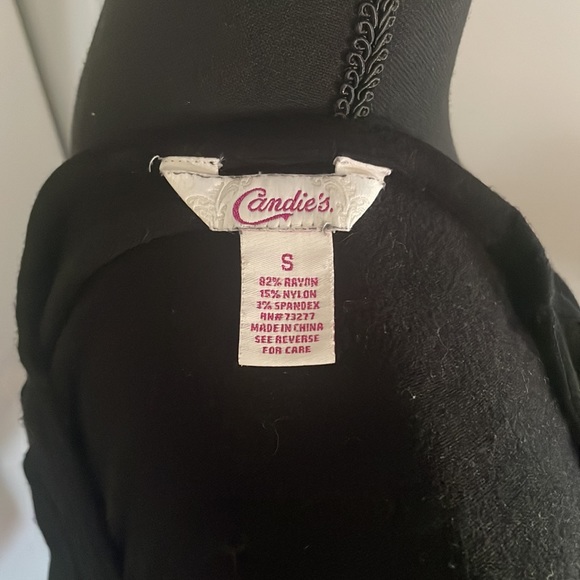 Candie's.
S
82% RAYON
15% NYLON
3% SPANDEX
RN# 73277
MADE IN CHINA
SEE REVERSE
FOR CARE